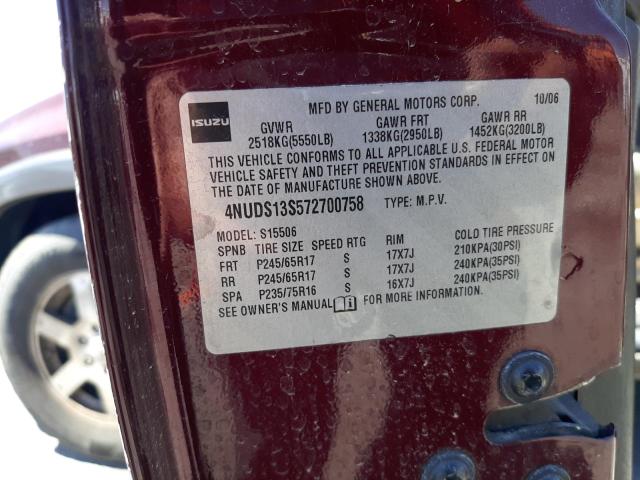 ISUZU
MFD BY GENERAL MOTORS CORP. 10/06
GVWR GAWR FRT GAWR RR
2518KG(5550LB) 1338KG(2950LB) 1452KG(3200LB)
THIS VEHICLE CONFORMS TO ALL APPLICABLE U.S. FEDERAL MOTOR
VEHICLE SAFETY AND THEFT PREVENTION STANDARDS IN EFFECT ON
THE DATE OF MANUFACTURE SHOWN ABOVE.
4NUDS13S572700758 TYPE: M.P.V.
MODEL: S15506
SPNB TIRE SIZE SPEED RTG RIM COLD TIRE PRESSURE
FRT P245/65R17 S 17X7J 210KPA(30PSI)
RR P245/65R17 S 17X7J 240KPA(35PSI)
SPA P235/75R16 S 16X7J 240KPA(35PSI)
SEE OWNER'S MANUAL FOR MORE INFORMATION.